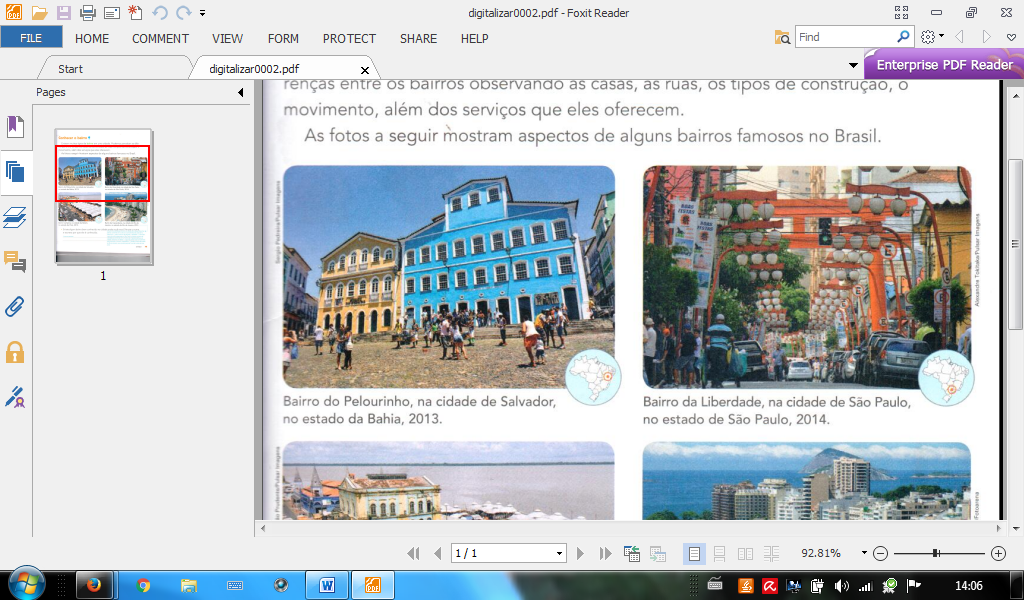 digitalizar0002.pdf - Foxit Reader
FILE HOME COMMENT VIEW FORM PROTECT SHARE HELP
Find
Start
digitalizar0002.pdf
Enterprise PDF Reader
Pages
1
renças entre os bairros observando as casas, as ruas, os tipos de construção, o
movimento, além dos serviços que eles oferecem.
As fotos a seguir mostram aspectos de alguns bairros famosos no Brasil.
Bairro do Pelourinho, na cidade de Salvador,
no estado da Bahia, 2013.
Bairro da Liberdade, na cidade de São Paulo,
no estado de São Paulo, 2014.
1 / 1
92.81%
14:06